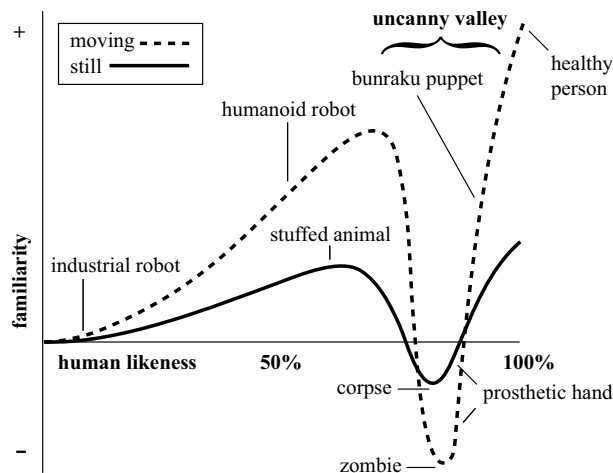 +
uncanny valley
moving
still
bunraku puppet
healthy
person
humanoid robot
stuffed animal
industrial robot
familiarity
human likeness
50%
100%
corpse
prosthetic hand
-
zombie